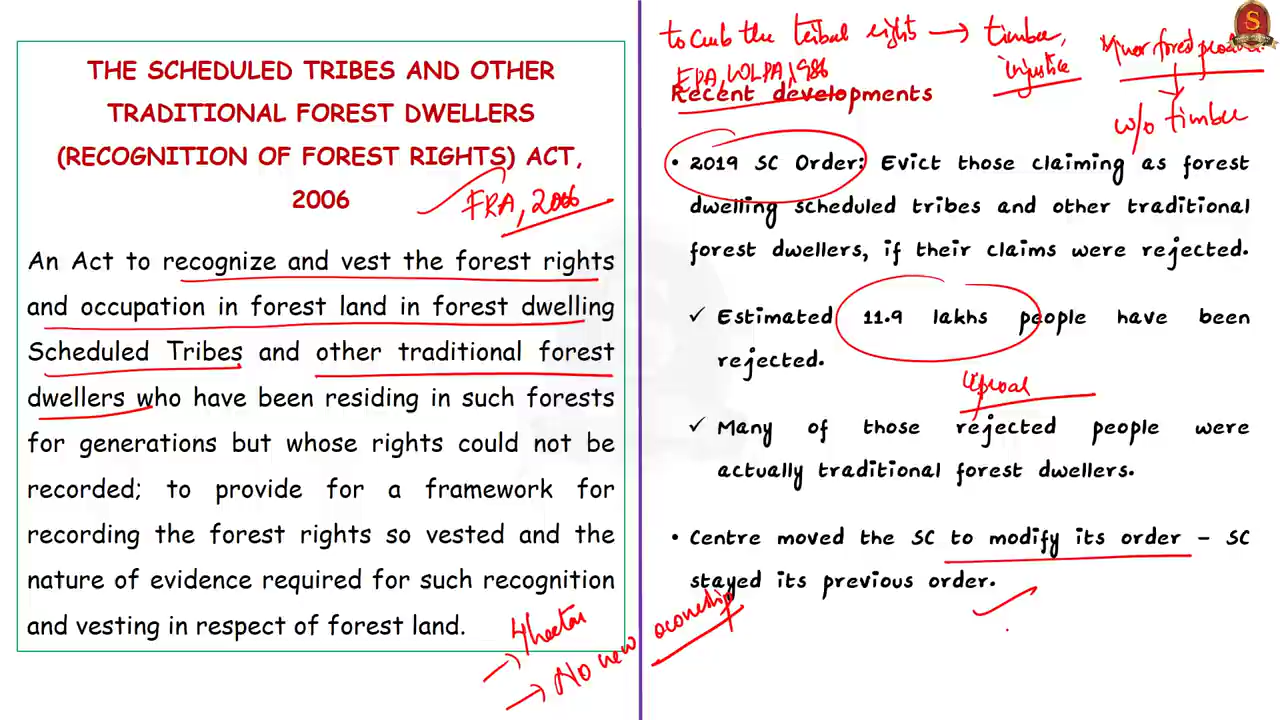 THE SCHEDULED TRIBES AND OTHER
TRADITIONAL FOREST DWELLERS
(RECOGNITION OF FOREST RIGHTS) ACT,
2006
FRA, 2006
An Act to recognize and vest the forest rights
and occupation in forest land in forest dwelling
Scheduled Tribes and other traditional forest
dwellers who have been residing in such forests
for generations but whose rights could not be
recorded; to provide for a framework for
recording the forest rights so vested and the
nature of evidence required for such recognition
and vesting in respect of forest land.
→ 4 hectar
→ No new ownership
to curb the tribal right → timber,
injustice
Minor forest produce
w/o timber
EPA, WLPA, 1986
Recent developments
• 2019 SC Order: Evict those claiming as forest
dwelling scheduled tribes and other traditional
forest dwellers, if their claims were rejected.
✓ Estimated 11.9 lakhs people have been
rejected.
✓ Many of those rejected people were
actually traditional forest dwellers.
• Centre moved the SC to modify its order – SC
stayed its previous order.
S